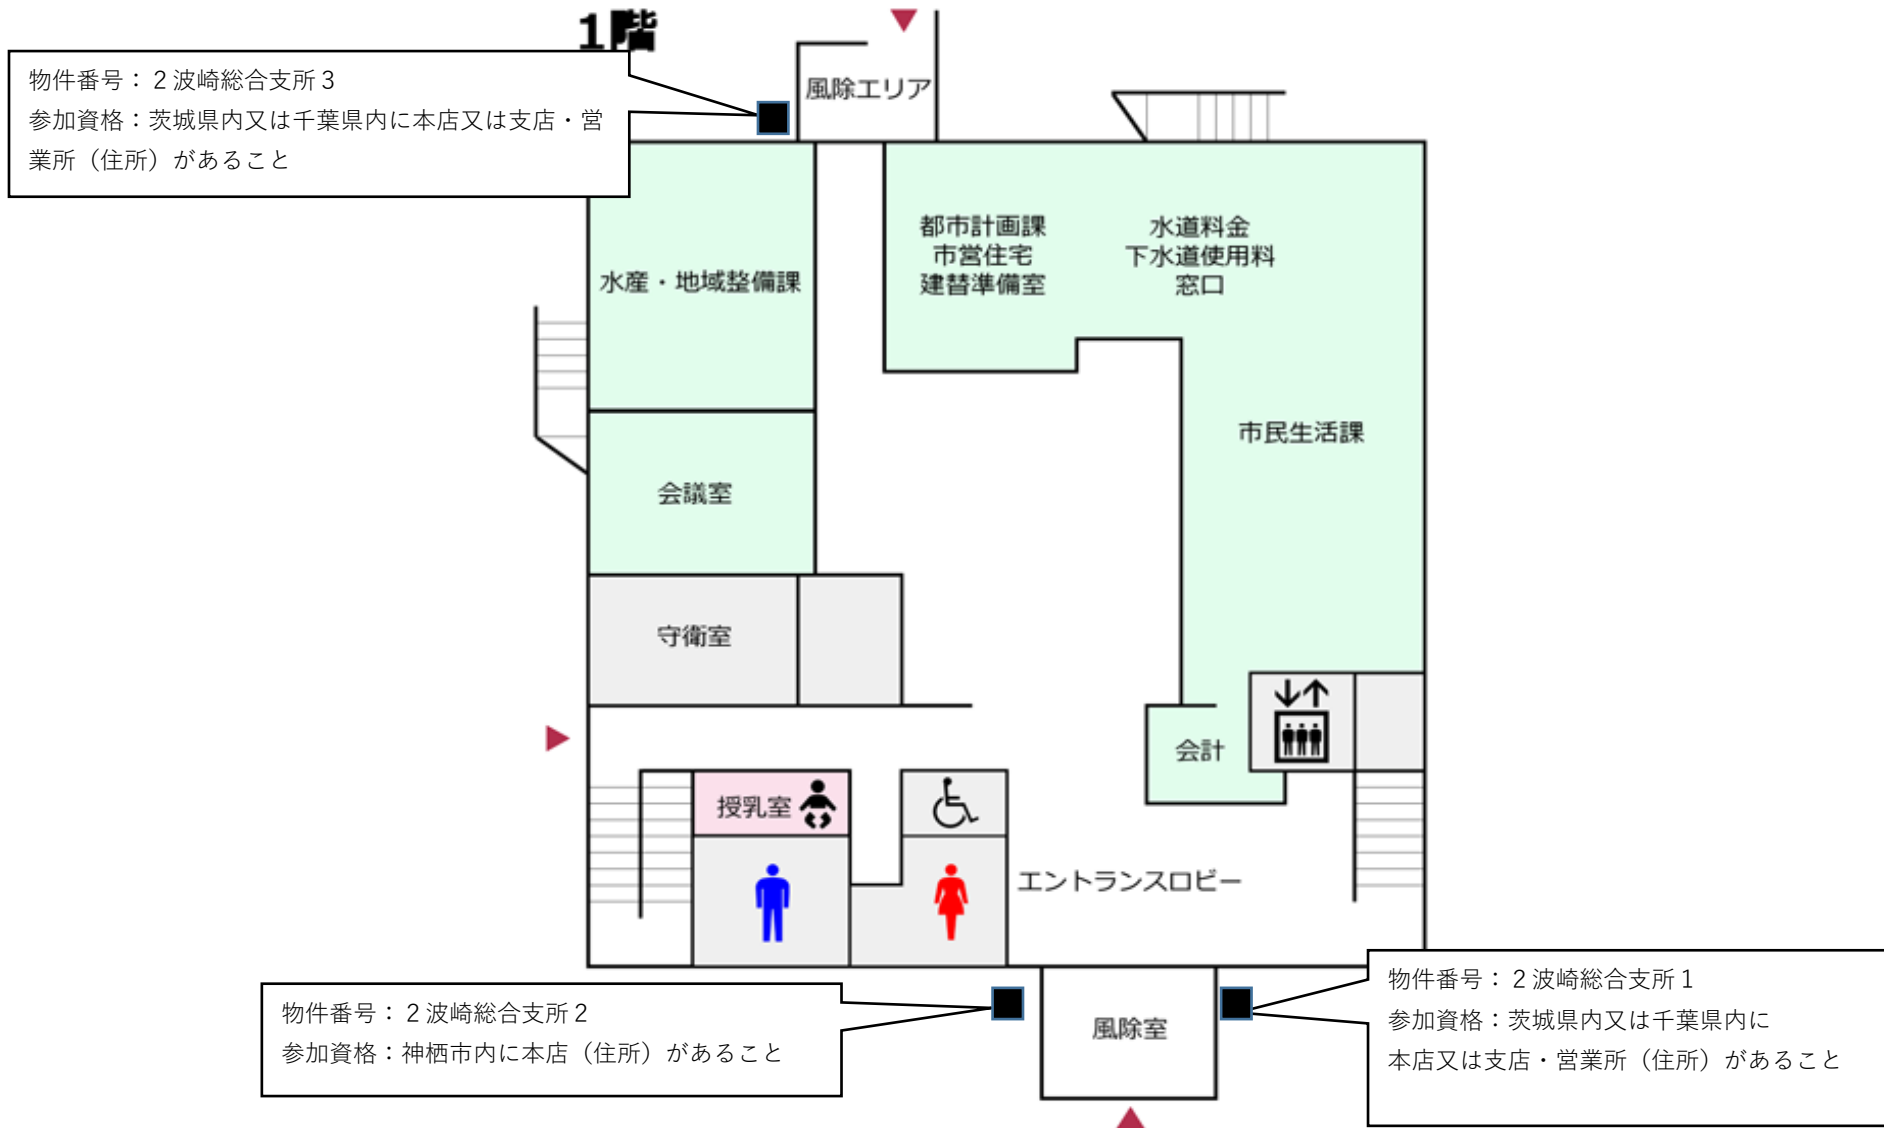 1階
物件番号：２波崎総合支所３
参加資格：茨城県内又は千葉県内に本店又は支店・営
業所（住所）があること
風除エリア
都市計画課
市営住宅
建替準備室
水道料金
下水道使用料
窓口
水産・地域整備課
市民生活課
会議室
守衛室
会計
授乳室
エントランスロビー
物件番号：２波崎総合支所２
参加資格：神栖市内に本店（住所）があること
風除室
物件番号：２波崎総合支所１
参加資格：茨城県内又は千葉県内に
本店又は支店・営業所（住所）があること